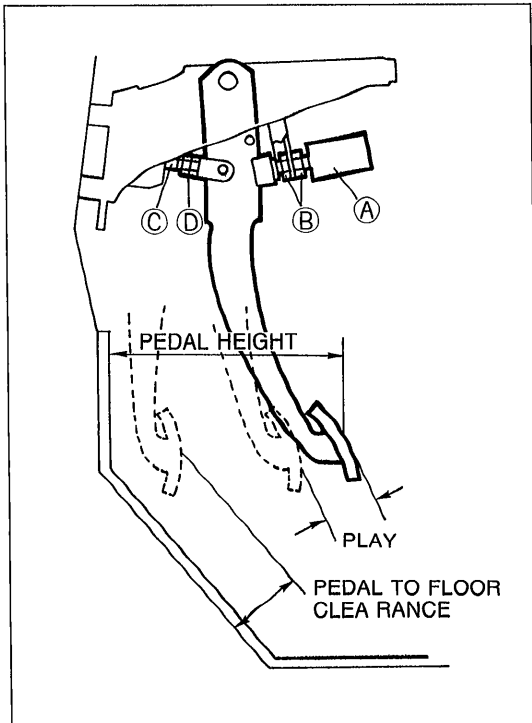 Ⓒ Ⓓ Ⓑ Ⓐ
PEDAL HEIGHT
PLAY
PEDAL TO FLOOR
CLEA RANCE